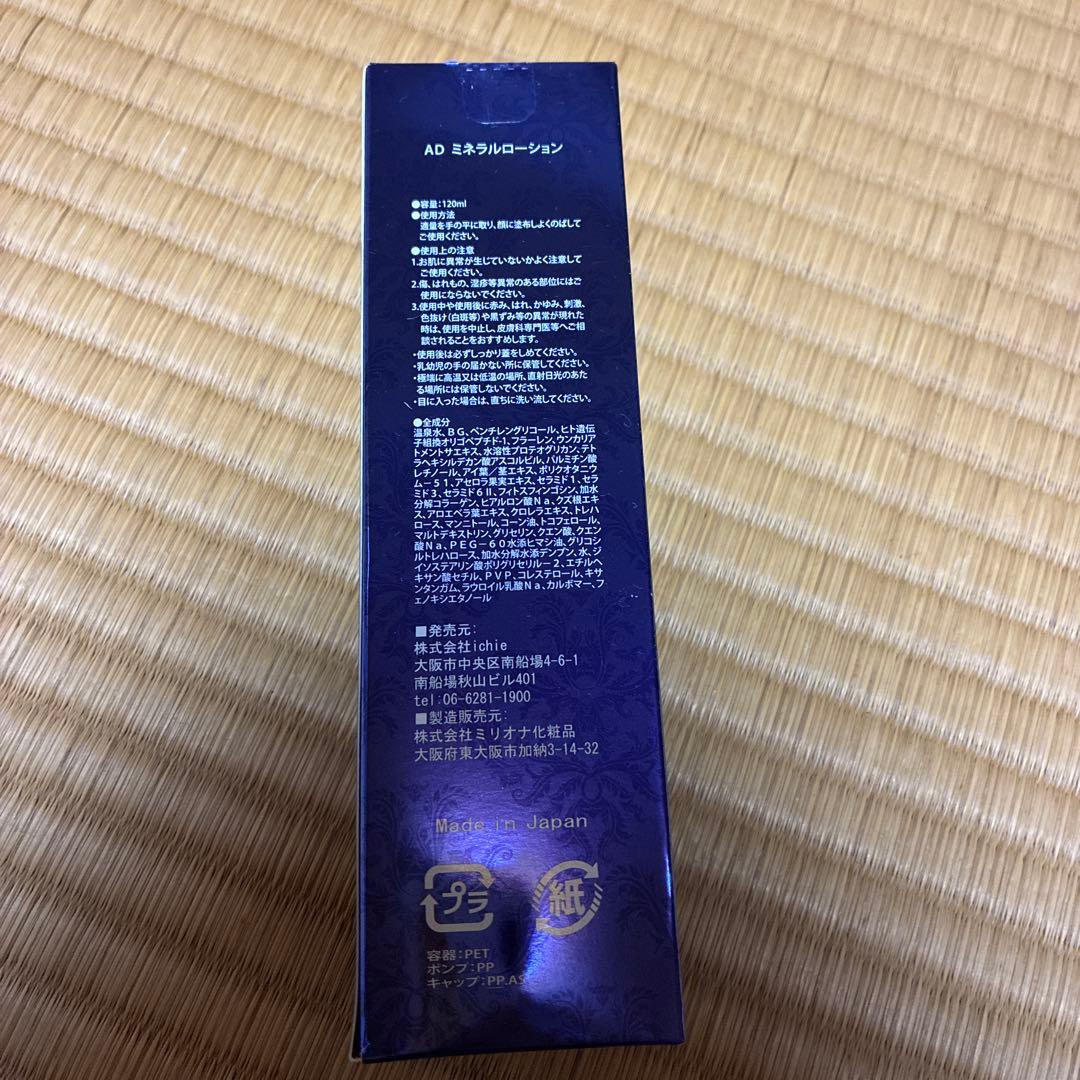 AD ミネラルローション
●容量:120ml
●使用方法
適量を手の平に取り、顔に塗布しよくのばして
ご使用ください。
●使用上の注意
1.お肌に異常が生じていないかよく注意して
ご使用ください。
2.傷、はれもの、湿疹等異常のある部位にはご
使用にならないでください。
3.使用中や使用後に赤み、はれ、かゆみ、刺激、
色抜け(白斑等)や黒ずみ等の異常が現れた
時は、使用を中止し、皮膚科専門医等へご相
談されることをおすすめします。
・使用後は必ずしっかり蓋をしめてください。
・乳幼児の手の届かない所に保管してください。
・極端に高温又は低温の場所、直射日光のあた
る場所には保管しないでください。
・目に入った場合は、直ちに洗い流してください。
●全成分
温泉水、BG、ペンチレングリコール、ヒト遺伝
子組換オリゴペプチド-1、フラーレン、ウンカリア
トメントサエキス、水溶性プロテオグリカン、テト
ラヘキシルデカン酸アスコルビル、パルミチン酸
レチノール、アイ葉/茎エキス、ポリクオタニウ
ム-51、アセロラ果実エキス、セラミド1、セラ
ミド3、セラミド6Ⅱ、フィトスフィンゴシン、加水
分解コラーゲン、ヒアルロン酸Na、クズ根エキ
ス、アロエベラ葉エキス、クロレラエキス、トレハ
ロース、マンニトール、コーン油、トコフェロール、
マルトデキストリン、グリセリン、クエン酸、クエン
酸Na、PEG-60水添ヒマシ油、グリコシ
ルトレハロース、加水分解水添デンプン、水、ジ
イソステアリン酸ポリグリセリル-2、エチルヘ
キサン酸セチル、PVP、コレステロール、キサ
ンタンガム、ラウロイル乳酸Na、カルボマー、フ
ェノキシエタノール
■発売元:
株式会社ichie
大阪市中央区南船場4-6-1
南船場秋山ビル401
tel:06-6281-1900
■製造販売元:
株式会社ミリオナ化粧品
大阪府東大阪市加納3-14-32
Made in Japan
プラ 紙
容器:PET
ポンプ:PP
キャップ:PP.AS